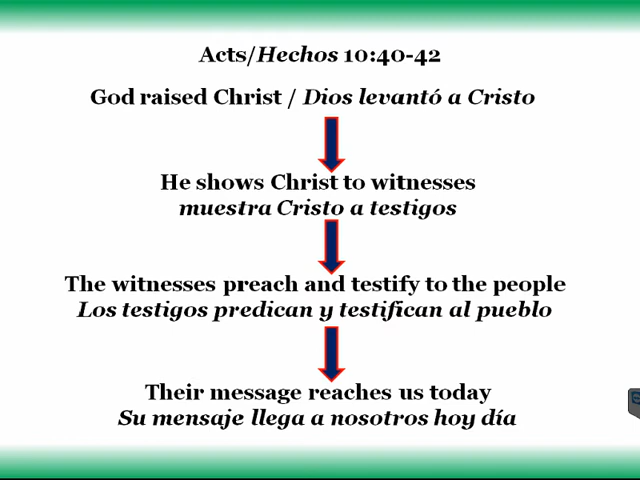 Acts/Hechos 10:40-42
God raised Christ / Dios levantó a Cristo
He shows Christ to witnesses
muestra Cristo a testigos
The witnesses preach and testify to the people
Los testigos predican y testifican al pueblo
Their message reaches us today
Su mensaje llega a nosotros hoy día